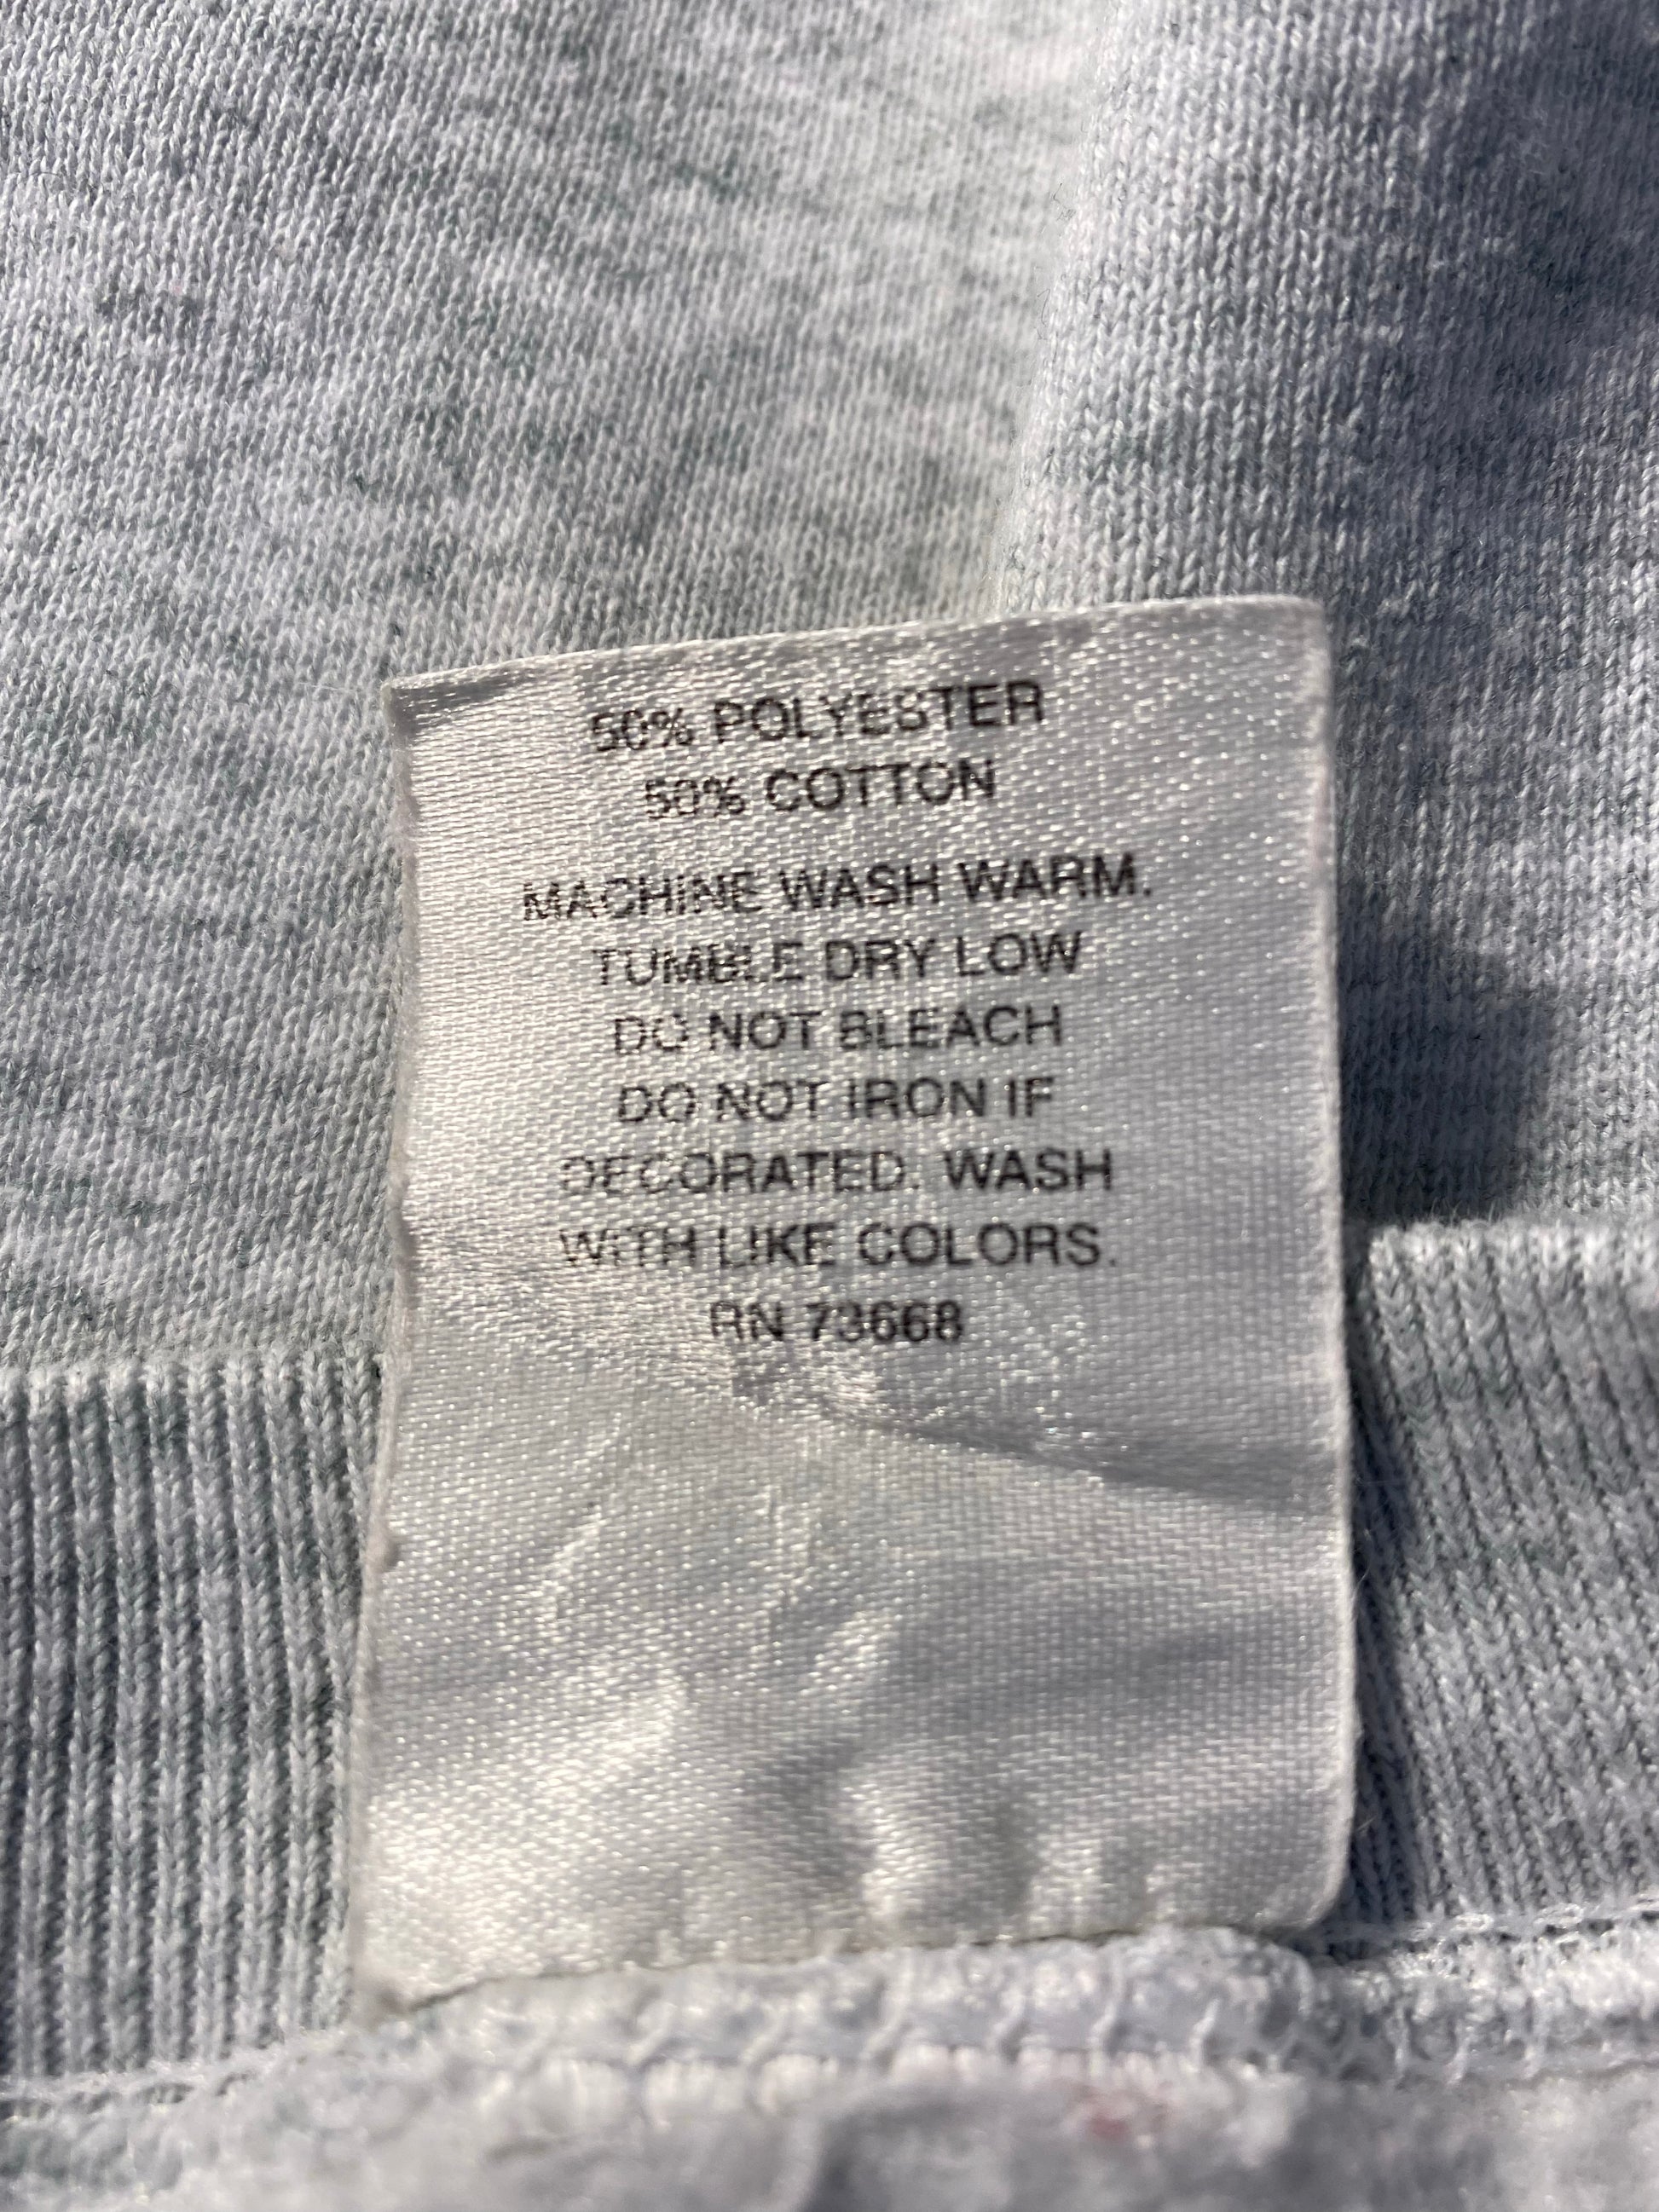 50% POLYESTER
50% COTTON
MACHINE WASH WARM.
TUMBLE DRY LOW
DO NOT BLEACH
DO NOT IRON IF
DECORATED. WASH
WITH LIKE COLORS.
RN 73668